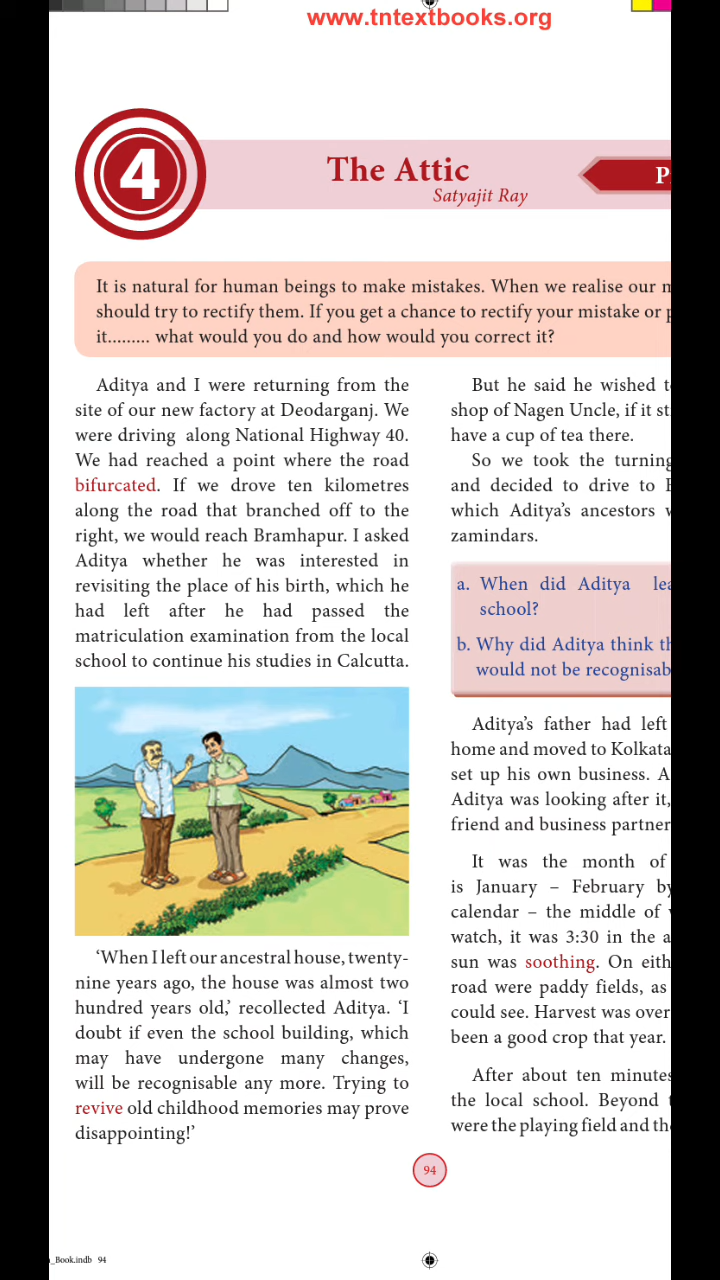 www.tntextbooks.org
4
The Attic
Satyajit Ray
It is natural for human beings to make mistakes. When we realise our
should try to rectify them. If you get a chance to rectify your mistake or
it......... what would you do and how would you correct it?
Aditya and I were returning from the
site of our new factory at Deodarganj. We
were driving along National Highway 40.
We had reached a point where the road
bifurcated. If we drove ten kilometres
along the road that branched off to the
right, we would reach Bramhapur. I asked
Aditya whether he was interested in
revisiting the place of his birth, which he
had left after he had passed the
matriculation examination from the local
school to continue his studies in Calcutta.
‘When I left our ancestral house, twenty-
nine years ago, the house was almost two
hundred years old,’ recollected Aditya. ‘I
doubt if even the school building, which
may have undergone many changes,
will be recognisable any more. Trying to
revive old childhood memories may prove
disappointing!’
But he said he wished
shop of Nagen Uncle, if it
have a cup of tea there.
So we took the turning
and decided to drive to
which Aditya’s ancestors
zamindars.
a. When did Aditya
school?
b. Why did Aditya think
would not be
Aditya’s father had left
home and moved to Kolkata
set up his own business.
Aditya was looking after it,
friend and business partner
It was the month of
is January – February by
calendar – the middle of
watch, it was 3:30 in the
sun was soothing. On
road were paddy fields, as
could see. Harvest was over
been a good crop that year.
After about ten minutes
the local school. Beyond
were the playing field and
94
_Book.indb 94